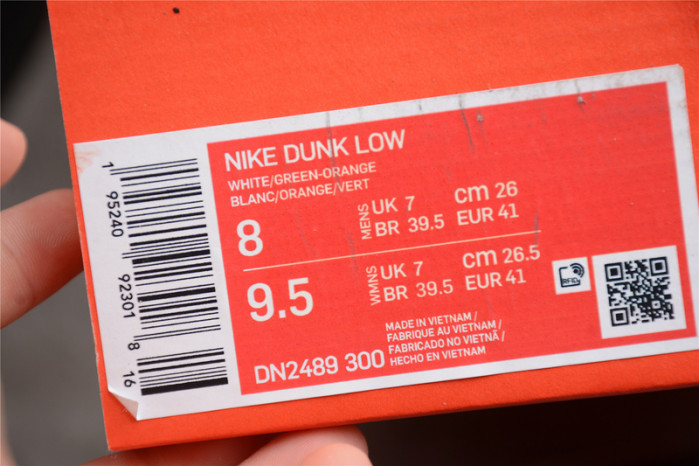 NIKE DUNK LOW
WHITE/GREEN-ORANGE
BLANC/ORANGE/VERT
8
MENS
UK 7 cm 26
BR 39.5 EUR 41
9.5
WMNS
UK 7 cm 26.5
BR 39.5 EUR 41
MADE IN VIETNAM /
FABRIQUE AU VIETNAM /
FABRICADO NO VIETNÃ /
HECHO EN VIETNAM
DN2489 300
RFID
1 95240 92301 8 16